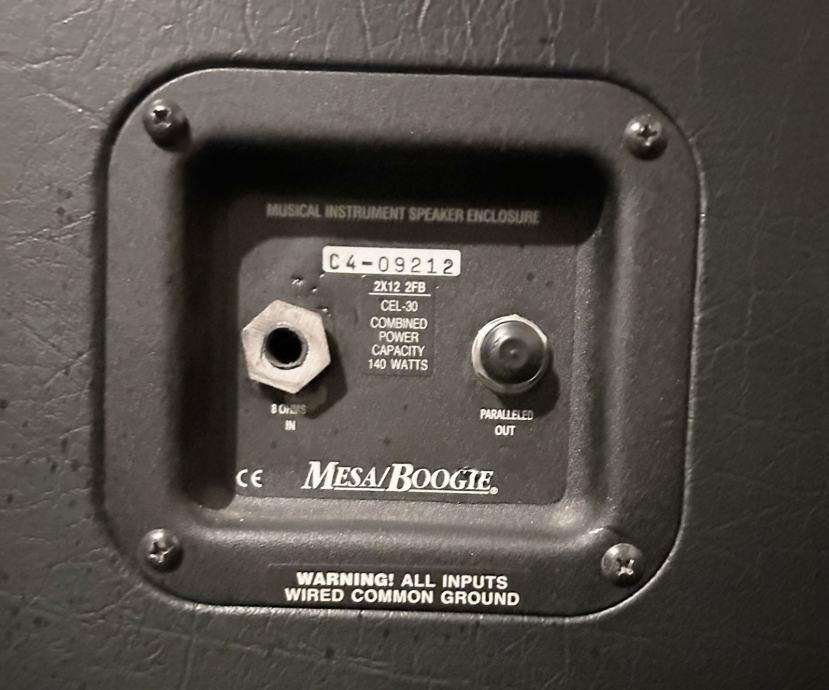 MUSICAL INSTRUMENT SPEAKER ENCLOSURE
C4-09212
2X12 2FB
CEL-30
COMBINED
POWER
CAPACITY
140 WATTS
8 OHMS
IN
PARALLELED
OUT
CE
MESA/BOOGIE®
WARNING! ALL INPUTS
WIRED COMMON GROUND